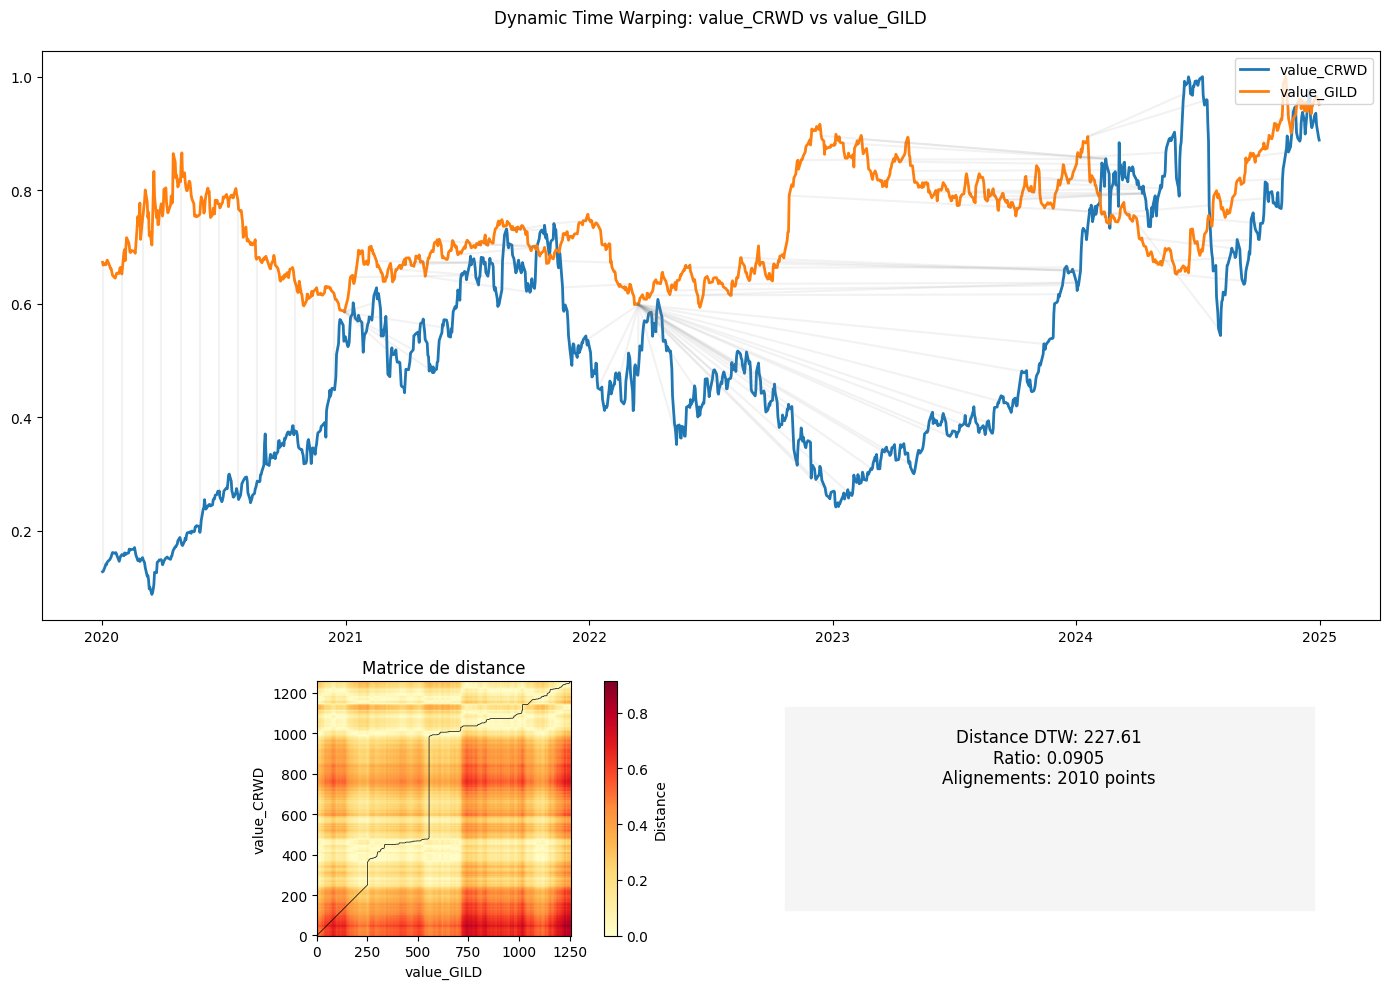 Dynamic Time Warping: value_CRWD vs value_GILD
1.0
0.8
0.6
0.4
0.2
value_CRWD
value_GILD
2020 2021 2022 2023 2024 2025
Matrice de distance
value_CRWD
1200
1000
800
600
400
200
0
0 250 500 750 1000 1250
value_GILD
0.8
0.6
0.4
0.2
0.0
Distance
Distance DTW: 227.61
Ratio: 0.0905
Alignements: 2010 points